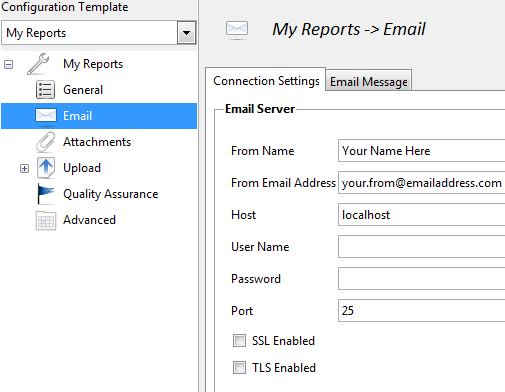 Configuration Template
My Reports
My Reports
General
Email
Attachments
Upload
Quality Assurance
Advanced
My Reports -> Email
Connection Settings
Email Message
Email Server
From Name
Your Name Here
From Email Address
your.from@emailaddress.com
Host
localhost
User Name
Password
Port
25
SSL Enabled
TLS Enabled